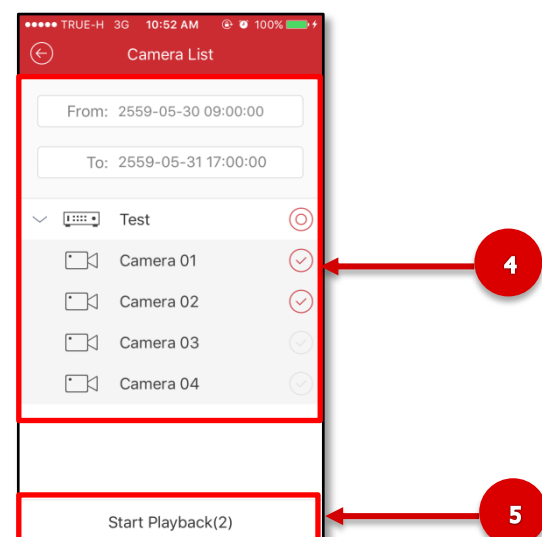 TRUE-H 3G 10:52 AM 100%
Camera List
From: 2559-05-30 09:00:00
To: 2559-05-31 17:00:00
Test
Camera 01
4
Camera 02
Camera 03
Camera 04
Start Playback(2)
5